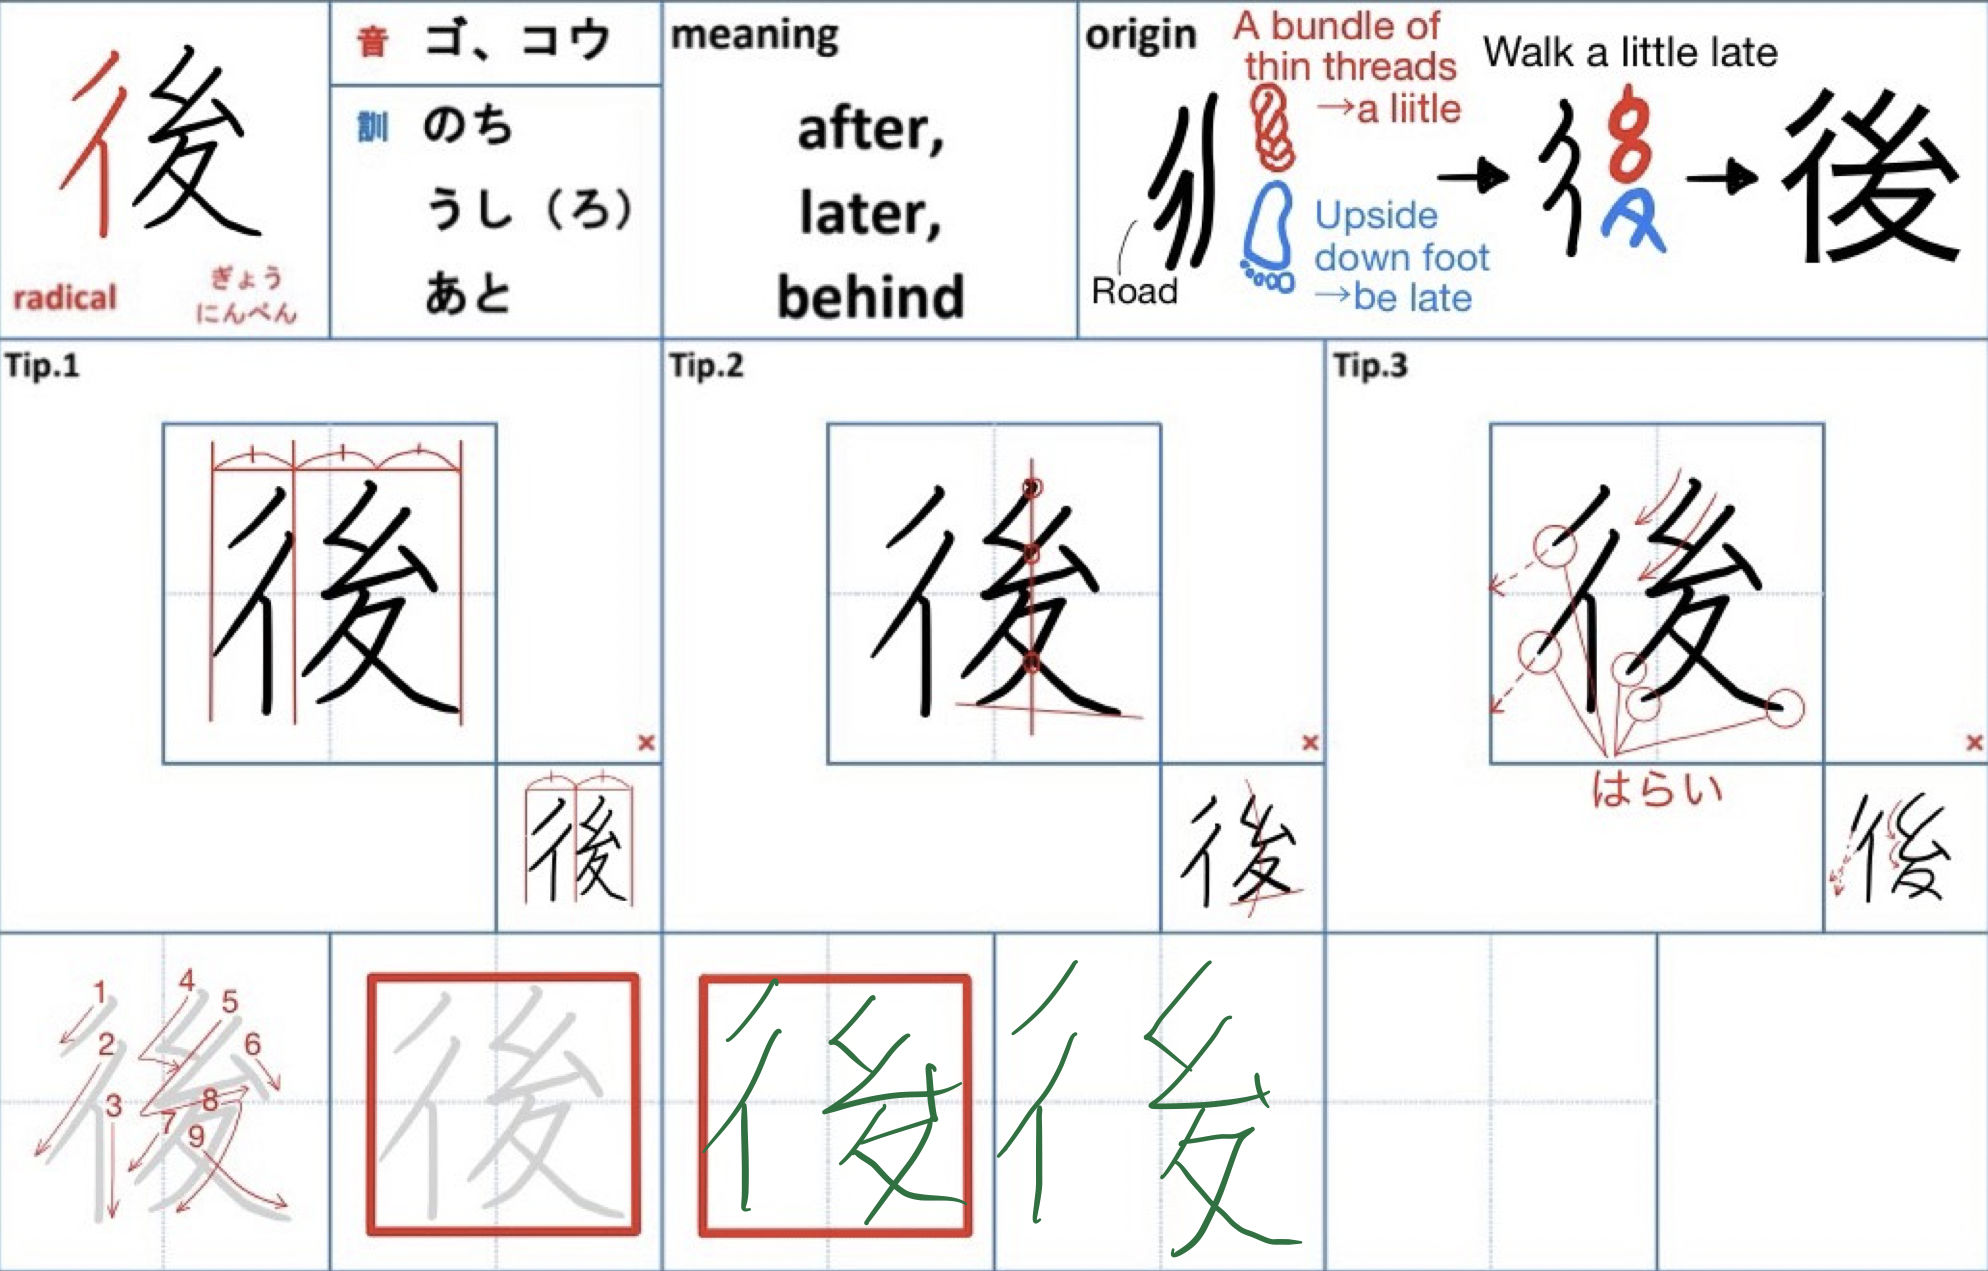 後
radical
ぎょう
にんべん
音 ゴ、コウ
訓 のち
うし（ろ）
あと
meaning
after,
later,
behind
origin
A bundle of
thin threads
→a liitle
Upside
down foot
→be late
Road
Walk a little late
後
Tip.1
後
×
後
Tip.2
後
×
後
Tip.3
後
はらい
×
後
後
1
2
3
4
5
6
7
8
9
後
後
後